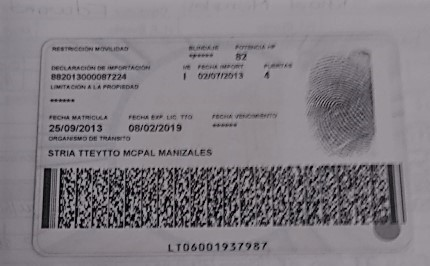 RESTRICCIÓN MOVILIDAD BLINDAJE POTENCIA HP
****** 82
DECLARACIÓN DE IMPORTACIÓN I/E FECHA IMPORT. PUERTAS
882013000087224 I 02/07/2013 4
LIMITACIÓN A LA PROPIEDAD
******
FECHA MATRICULA FECHA EXP. LIC. TTO. FECHA VENCIMIENTO
25/09/2013 08/02/2019 ******
ORGANISMO DE TRÁNSITO
STRIA TTEYTTO MCPAL MANIZALES
LT06001937987